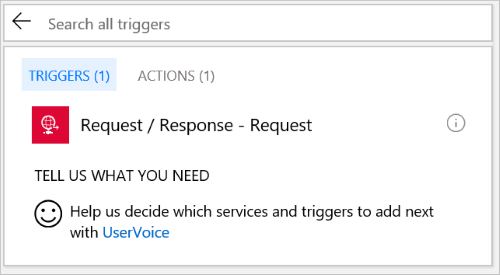 Search all triggers
TRIGGERS (1) ACTIONS (1)
Request / Response - Request
TELL US WHAT YOU NEED
Help us decide which services and triggers to add next
with UserVoice